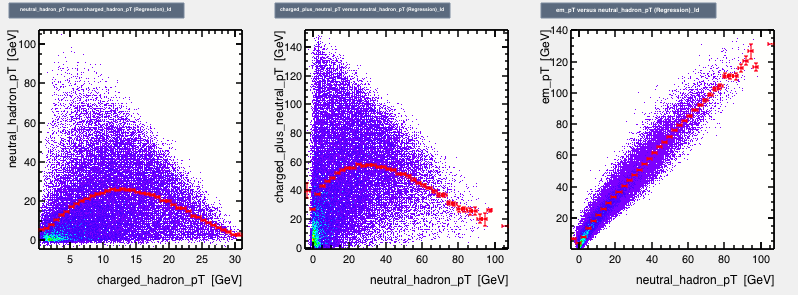 neutral_hadron_pT versus charged_hadron_pT (Regression)_Id
charged_plus_neutral_pT versus neutral_hadron_pT (Regression)_Id
em_pT versus neutral_hadron_pT (Regression)_Id
neutral_hadron_pT [GeV]
100
80
60
40
20
0
5 10 15 20 25 30
charged_hadron_pT [GeV]
charged_plus_neutral_pT [GeV]
140
120
100
80
60
40
20
0
0 20 40 60 80 100
neutral_hadron_pT [GeV]
em_pT [GeV]
140
120
100
80
60
40
20
0 20 40 60 80 100
neutral_hadron_pT [GeV]